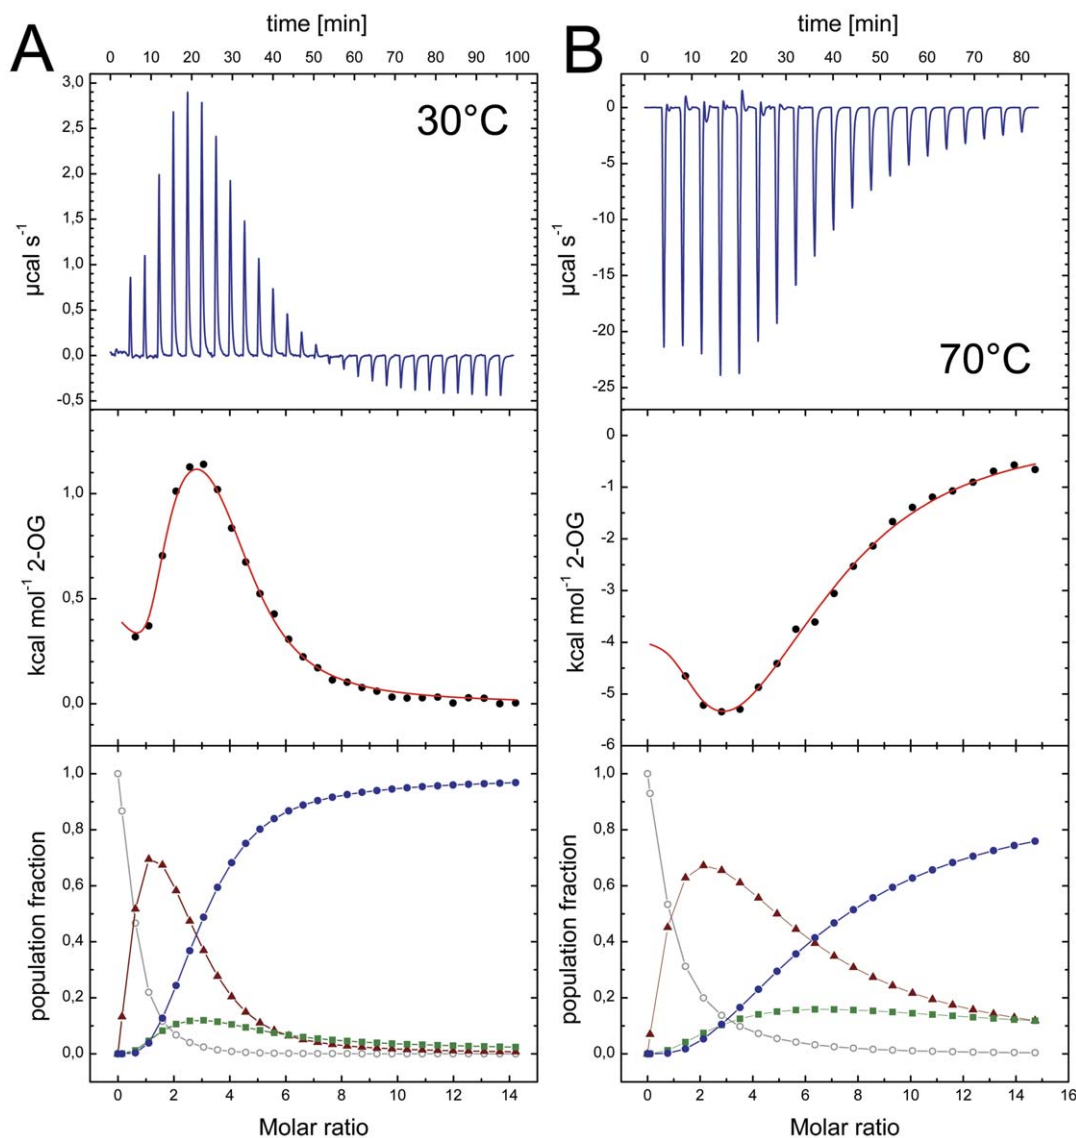 A
time [min]
0 10 20 30 40 50 60 70 80 90 100
3,0
2,5
2,0
1,5
1,0
0,5
0,0
-0,5
µcal s-1
30°C
1,0
0,5
0,0
kcal mol-1 2-OG
1,0
0,8
0,6
0,4
0,2
0,0
population fraction
0 2 4 6 8 10 12 14
Molar ratio
B
time [min]
0 10 20 30 40 50 60 70 80
0
-5
-10
-15
-20
-25
µcal s-1
70°C
0
-1
-2
-3
-4
-5
-6
kcal mol-1 2-OG
1,0
0,8
0,6
0,4
0,2
0,0
population fraction
0 2 4 6 8 10 12 14 16
Molar ratio